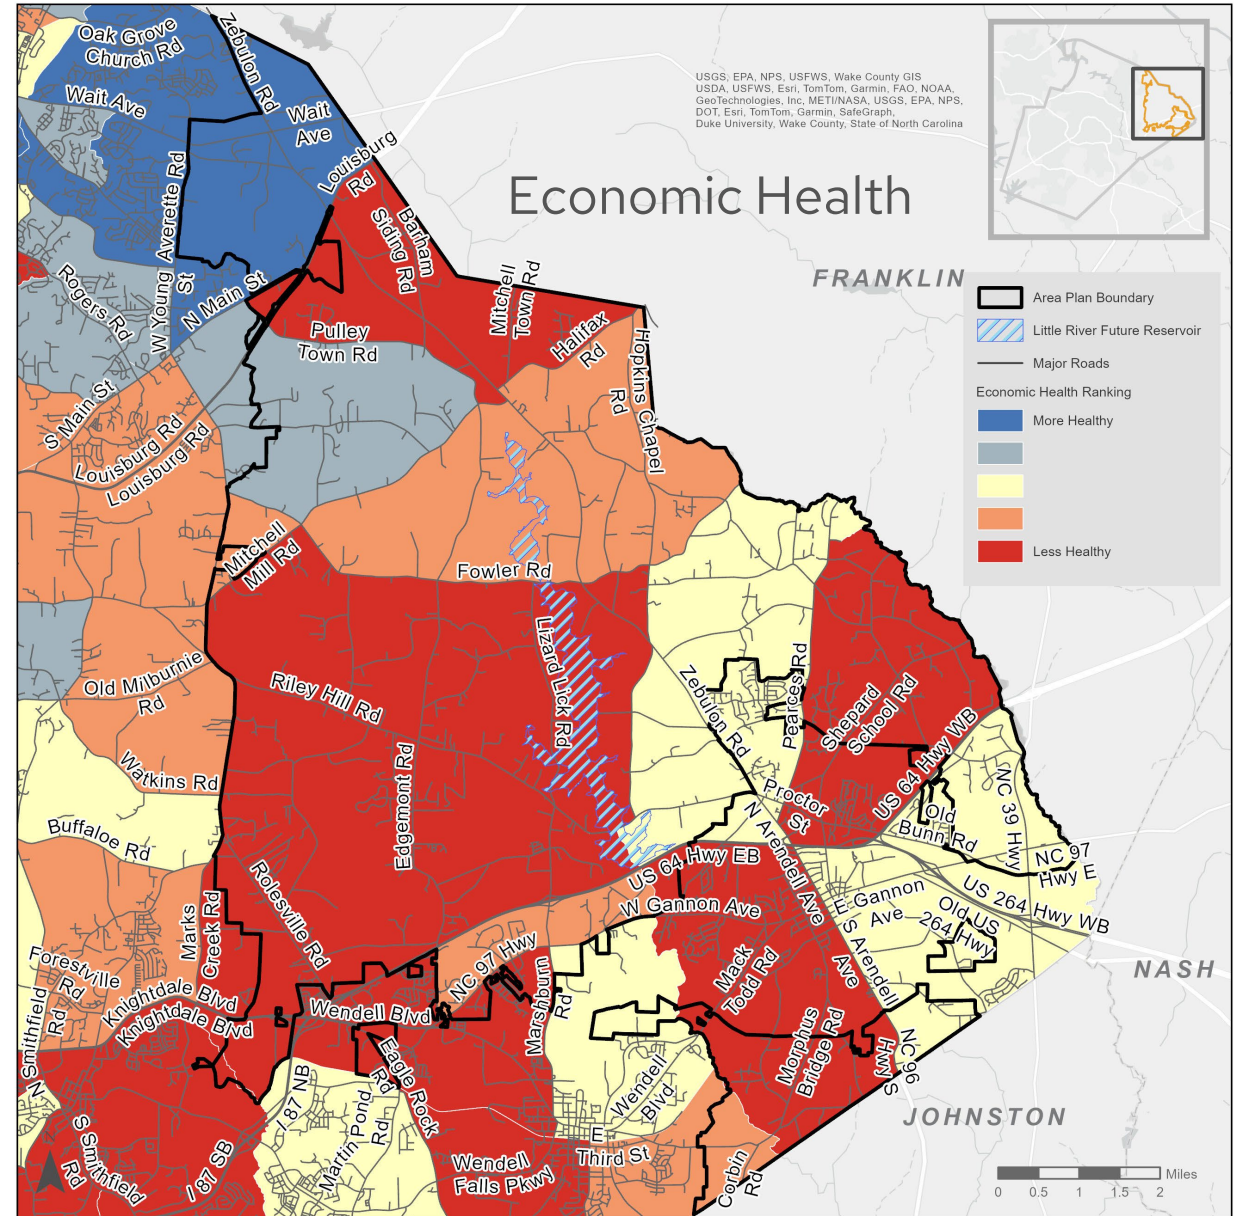 Oak Grove
Church Rd
Zebulon Rd
Wait Ave
Wait
Ave
USGS, EPA, NPS, USFWS, Wake County GIS
USDA, USFWS, Esri, TomTom, Garmin, FAO, NOAA,
GeoTechnologies, Inc, METI/NASA, USGS, EPA, NPS,
DOT, Esri, TomTom, Garmin, SafeGraph,
Duke University, Wake County, State of North Carolina
Economic Health
Louisburg
Rd
W Young
St
Averette Rd
Barham
Siding Rd
Rogers Rd
N Main St
Mitchell
Town Rd
FRANKLIN
Area Plan Boundary
Little River Future Reservoir
Major Roads
Economic Health Ranking
More Healthy
Less Healthy
Pulley
Town Rd
Halifax
Rd
Hopkins Chapel
Rd
S Main St
Louisburg Rd
Louisburg Rd
Mitchell
Mill Rd
Fowler Rd
Lizard Lick Rd
Old Milburnie
Rd
Riley Hill Rd
Zebulon Rd
Pearces Rd
Shepard
School Rd
US 64 Hwy WB
Watkins Rd
Edgemont Rd
Proctor
St
NC 39 Hwy
Old
Bunn Rd
Buffaloe Rd
NC 97
Hwy E
US 64 Hwy EB
N Arendell Ave
Rolesville Rd
E Gannon
Ave
US 264 Hwy WB
W Gannon Ave
Old US
264 Hwy
Marks
Creek Rd
NC 97 Hwy
Mack
Todd Rd
S Arendell
Ave
NASH
Forestville
Rd
Knightdale Blvd
Knightdale Blvd
Wendell Blvd
Marshburn
Rd
Morphus
Bridge Rd
NC 96
Hwy S
N Smithfield
Rd
Eagle Rock
Rd
Wendell
Blvd
JOHNSTON
I 87 NB
Martin Pond
Rd
S Smithfield
Rd
I 87 SB
Wendell
Falls Pkwy
E
Third St
Corbin
Rd
Miles
0 0.5 1 1.5 2